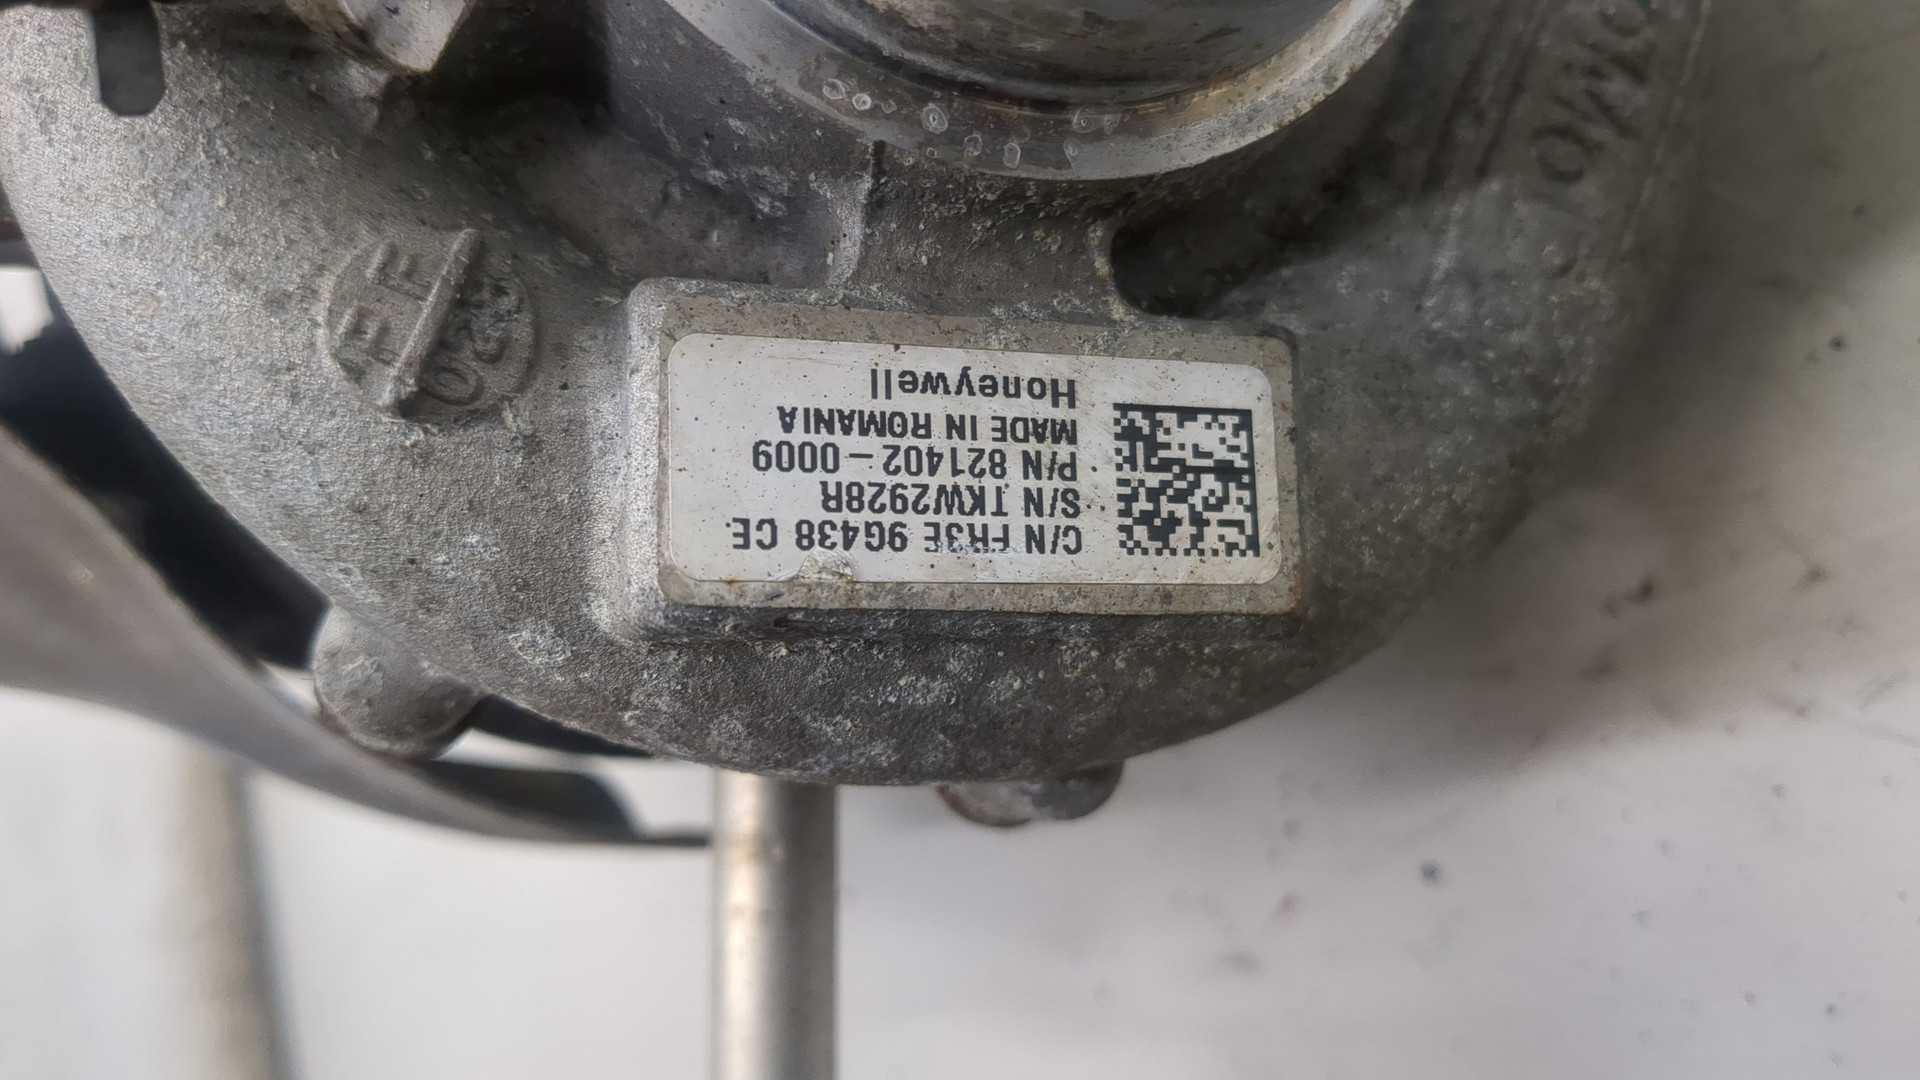 Honeywell
MADE IN ROMANIA
P/N 821402-0009
S/N TKW2928R
C/N FR3E 9G438 CE